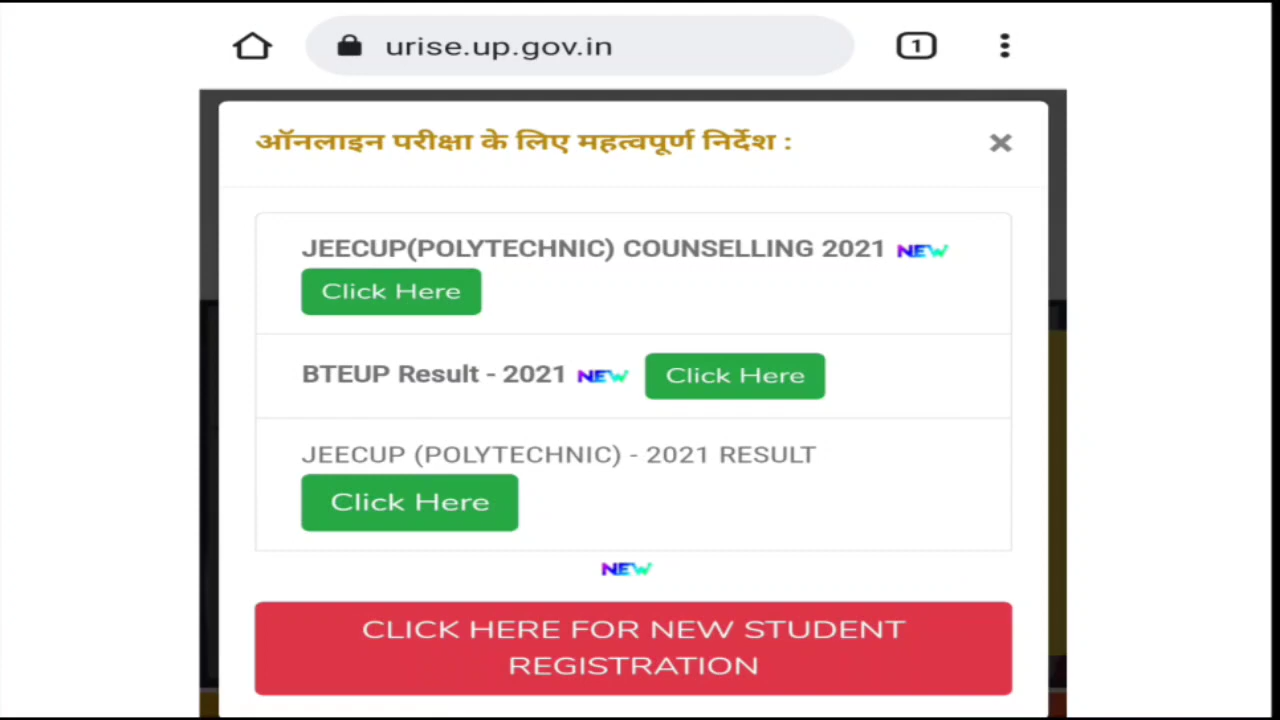 urise.up.gov.in
1
ऑनलाइन परीक्षा के लिए महत्वपूर्ण निर्देश :
×
JEECUP(POLYTECHNIC) COUNSELLING 2021 NEW
Click Here
BTEUP Result - 2021 NEW Click Here
JEECUP (POLYTECHNIC) - 2021 RESULT
Click Here
NEW
CLICK HERE FOR NEW STUDENT
REGISTRATION